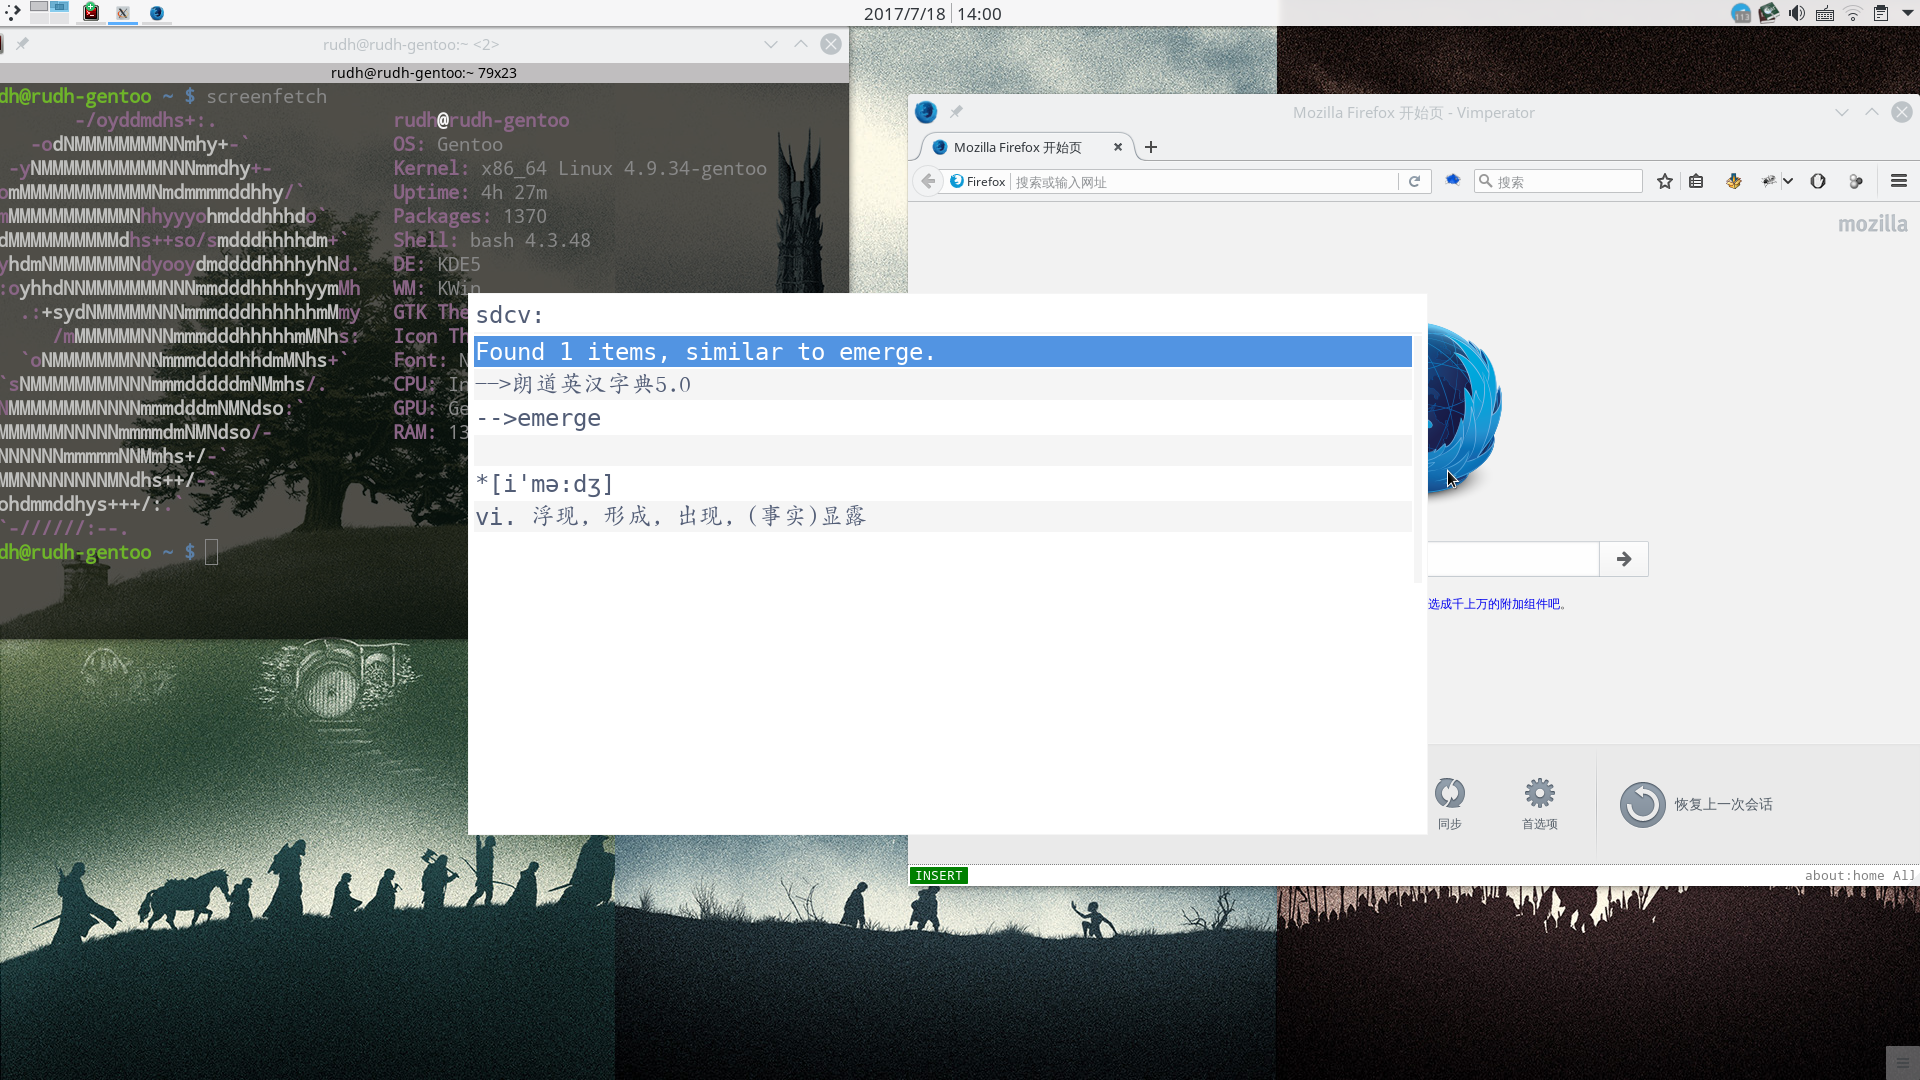 2017/7/18 14:00
113
rudh@rudh-gentoo:~ <2>
rudh@rudh-gentoo:~ 79x23
dh@rudh-gentoo ~ $ screenfetch
-/oyddmdhs+:.
-odNMMMMMMMMNNmhy+-`
-yNMMMMMMMMMMMNNNmmdhy+-
omMMMMMMMMMMMMNmdmmmmddhhy/`
mMMMMMMMMMMMNhhyyyohmdddhhhdo`
dMMMMMMMMMMdhs++so/smdddhhhhdm+`
yhdmNMMMMMMMNdyooydmddddhhhhyhNd.
:oyhhdNNMMMMMMMNNNmmdddhhhhhyymMh
.:+sydNMMMMMNNNmmmdddhhhhhhmMmy
/mMMMMMMNNNmmmdddhhhhhmMNhs:
`oNMMMMMMMNNNmmmddddhhdmMNhs+`
`sNMMMMMMMMNNNmmmdddddmNMmhs/.
NMMMMMMMMNNNNmmmdddmNMNdso:`
MMMMMMMNNNNNmmmmdmNMNdso/-
NNNNNNmmmmmNNMmhs+/-`
MMNNNNNNNNMNdhs++/-`
ohdmmddhys+++/:.`
`-//////:--.
rudh@rudh-gentoo
OS: Gentoo
Kernel: x86_64 Linux 4.9.34-gentoo
Uptime: 4h 27m
Packages: 1370
Shell: bash 4.3.48
DE: KDE5
WM: KWin
GTK The
Icon Th
Font: N
CPU: In
GPU: Ge
RAM: 13
dh@rudh-gentoo ~ $
sdcv:
Found 1 items, similar to emerge.
-->朗道英汉字典5.0
-->emerge
*[i'mə:dʒ]
vi. 浮现, 形成, 出现, (事实)显露
Mozilla Firefox 开始页 - Vimperator
Mozilla Firefox 开始页
Firefox 搜索或输入网址
搜索
mozilla
选成千上万的附加组件吧。
同步
首选项
恢复上一次会话
INSERT
about:home All